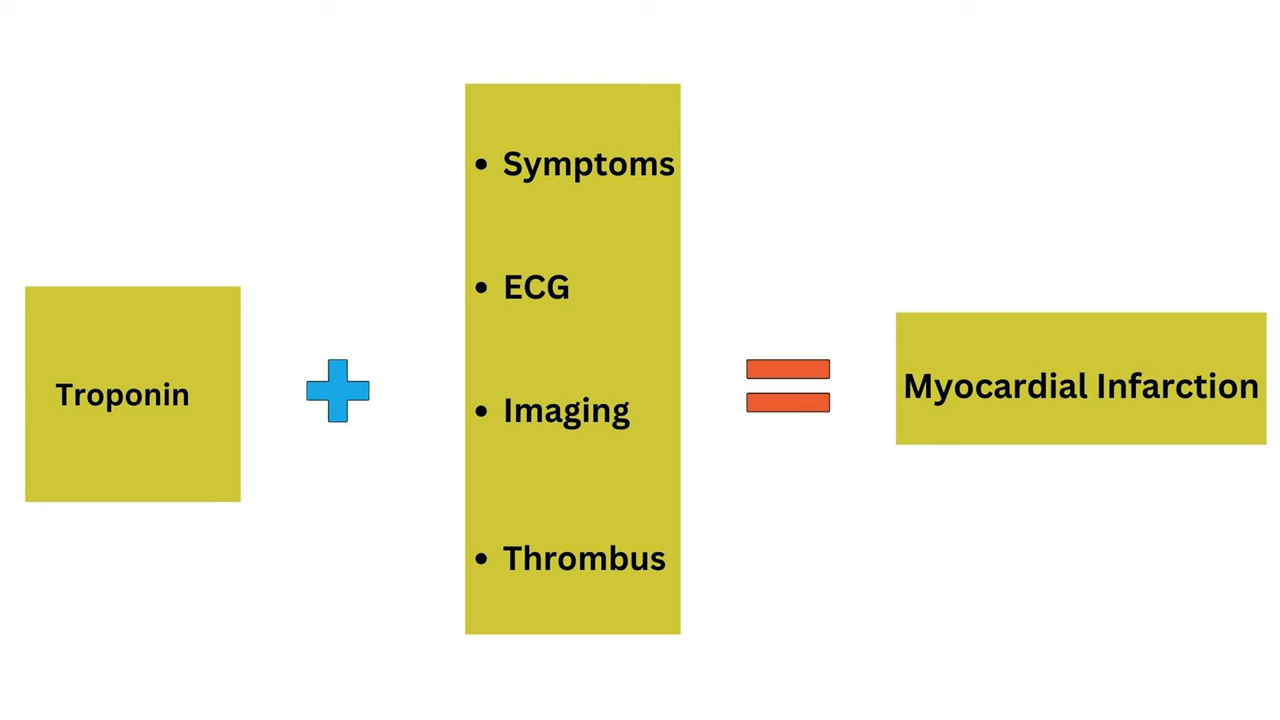 Troponin
• Symptoms
• ECG
• Imaging
• Thrombus
Myocardial Infarction